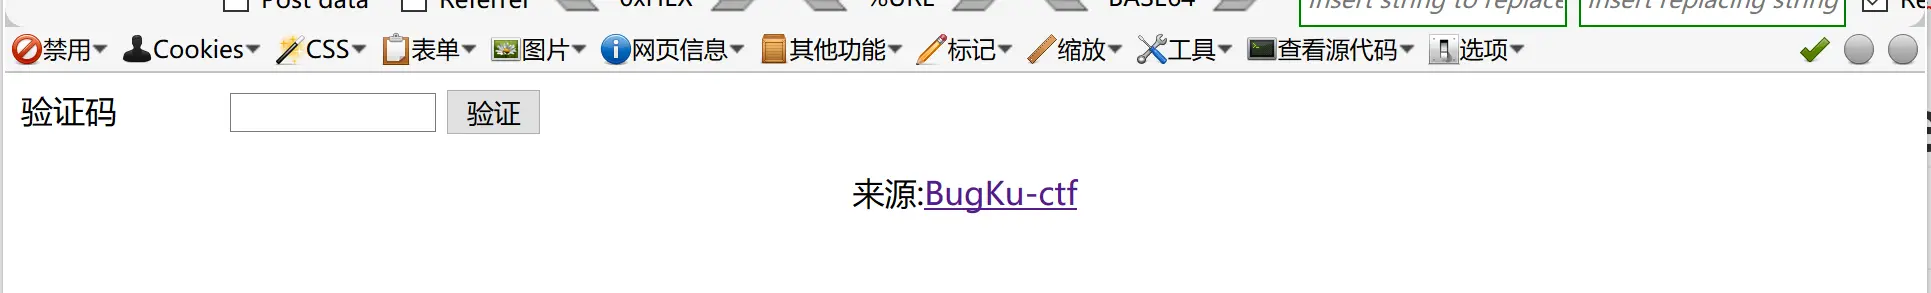 Post data Referrer 0xHEX %URL BASE64 Insert string to replace Insert replacing string Re
禁用 Cookies CSS 表单 图片 网页信息 其他功能 标记 缩放 工具 查看源代码 选项
验证码 验证
来源:BugKu-ctf